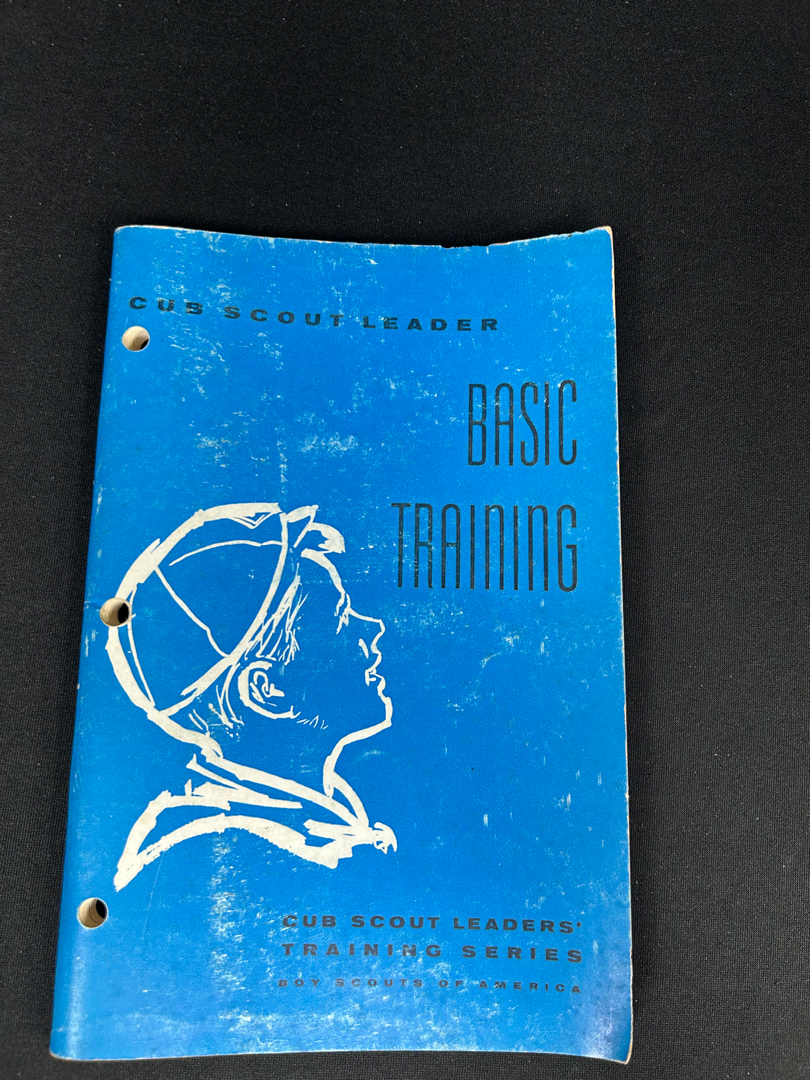 CUB SCOUT LEADER
BASIC
TRAINING
CUB SCOUT LEADERS'
TRAINING SERIES
BOY SCOUTS OF AMERICA